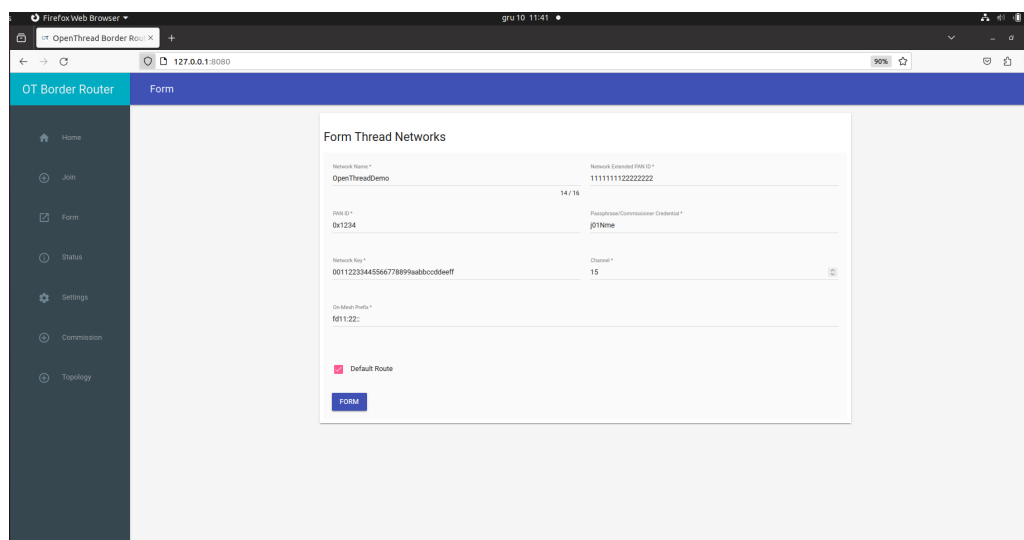 Firefox Web Browser
gru 10 11:41
OpenThread Border Rou
127.0.0.1:8080
90%
OT Border Router
Form
Home
Join
Form
Status
Settings
Commission
Topology
Form Thread Networks
Network Name *
OpenThreadDemo
14 / 16
Network Extended PAN ID *
1111111122222222
PAN ID *
0x1234
Passphrase/Commissioner Credential *
j01Nme
Network Key *
00112233445566778899aabbccddeeff
Channel *
15
On-Mesh Prefix *
fd11:22::
Default Route
FORM